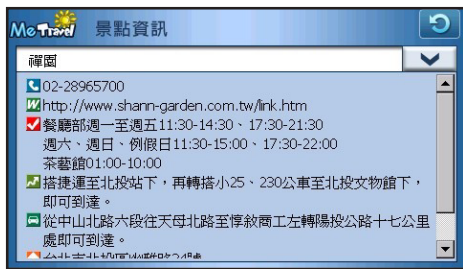 MeTravel 景點資訊
禪園
02-28965700
http://www.shann-garden.com.tw/link.htm
餐廳部週一至週五11:30-14:30、17:30-21:30
週六、週日、例假日11:30-15:00、17:30-22:00
茶藝館01:00-10:00
搭捷運至北投站下，再轉搭小25、230公車至北投文物館下，
即可到達。
從中山北路六段往天母北路至惇敘商工左轉陽投公路十七公里
處即可到達。